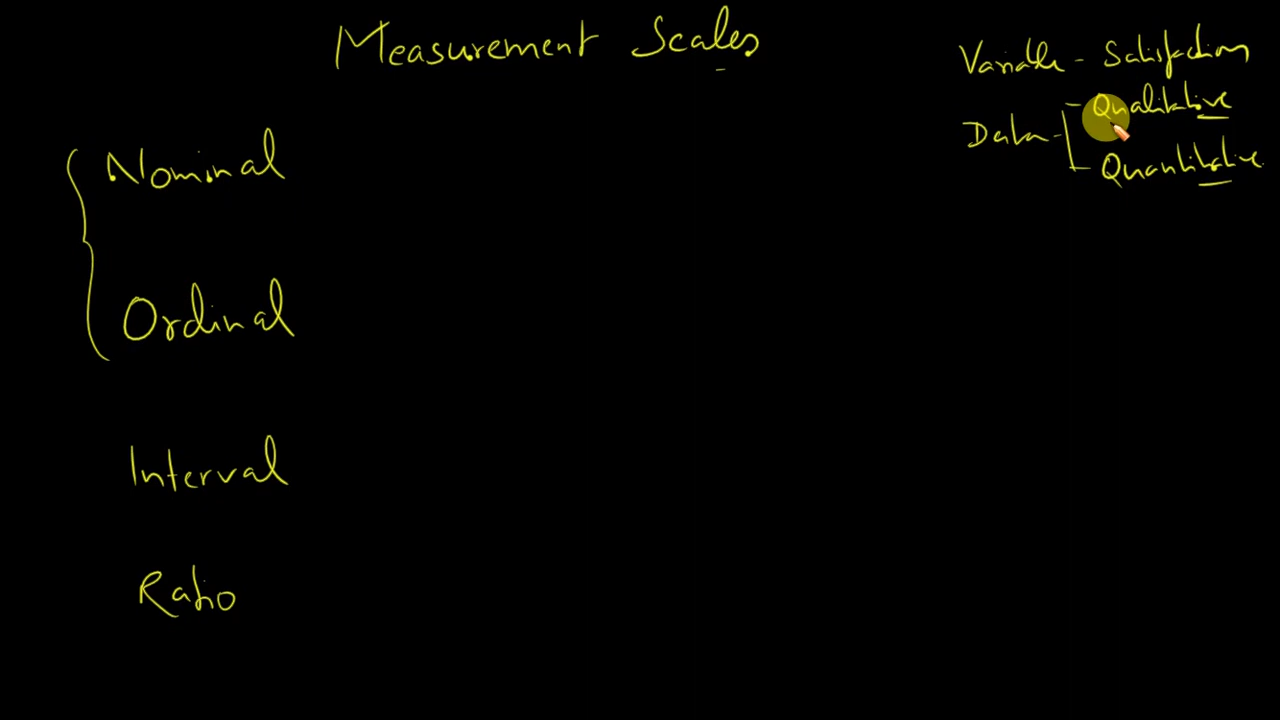 Measurement Scales
Variable - Satisfaction
Data - Qualitative
Quantitative
Nominal
Ordinal
Interval
Ratio